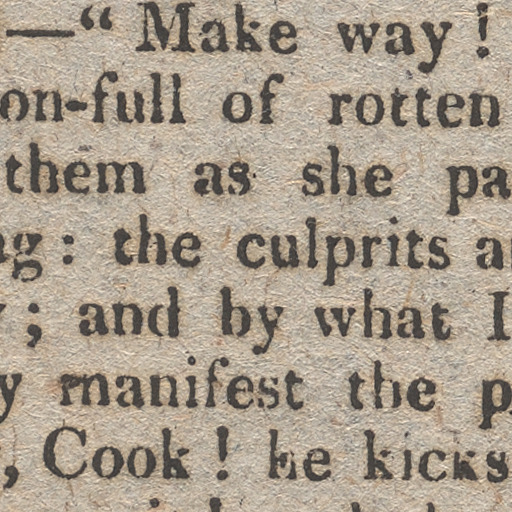 —“ Make way!
on-full of rotten
them as she pa
ng: the culprits a
; and by what I
y manifest the p
, Cook! he kicks